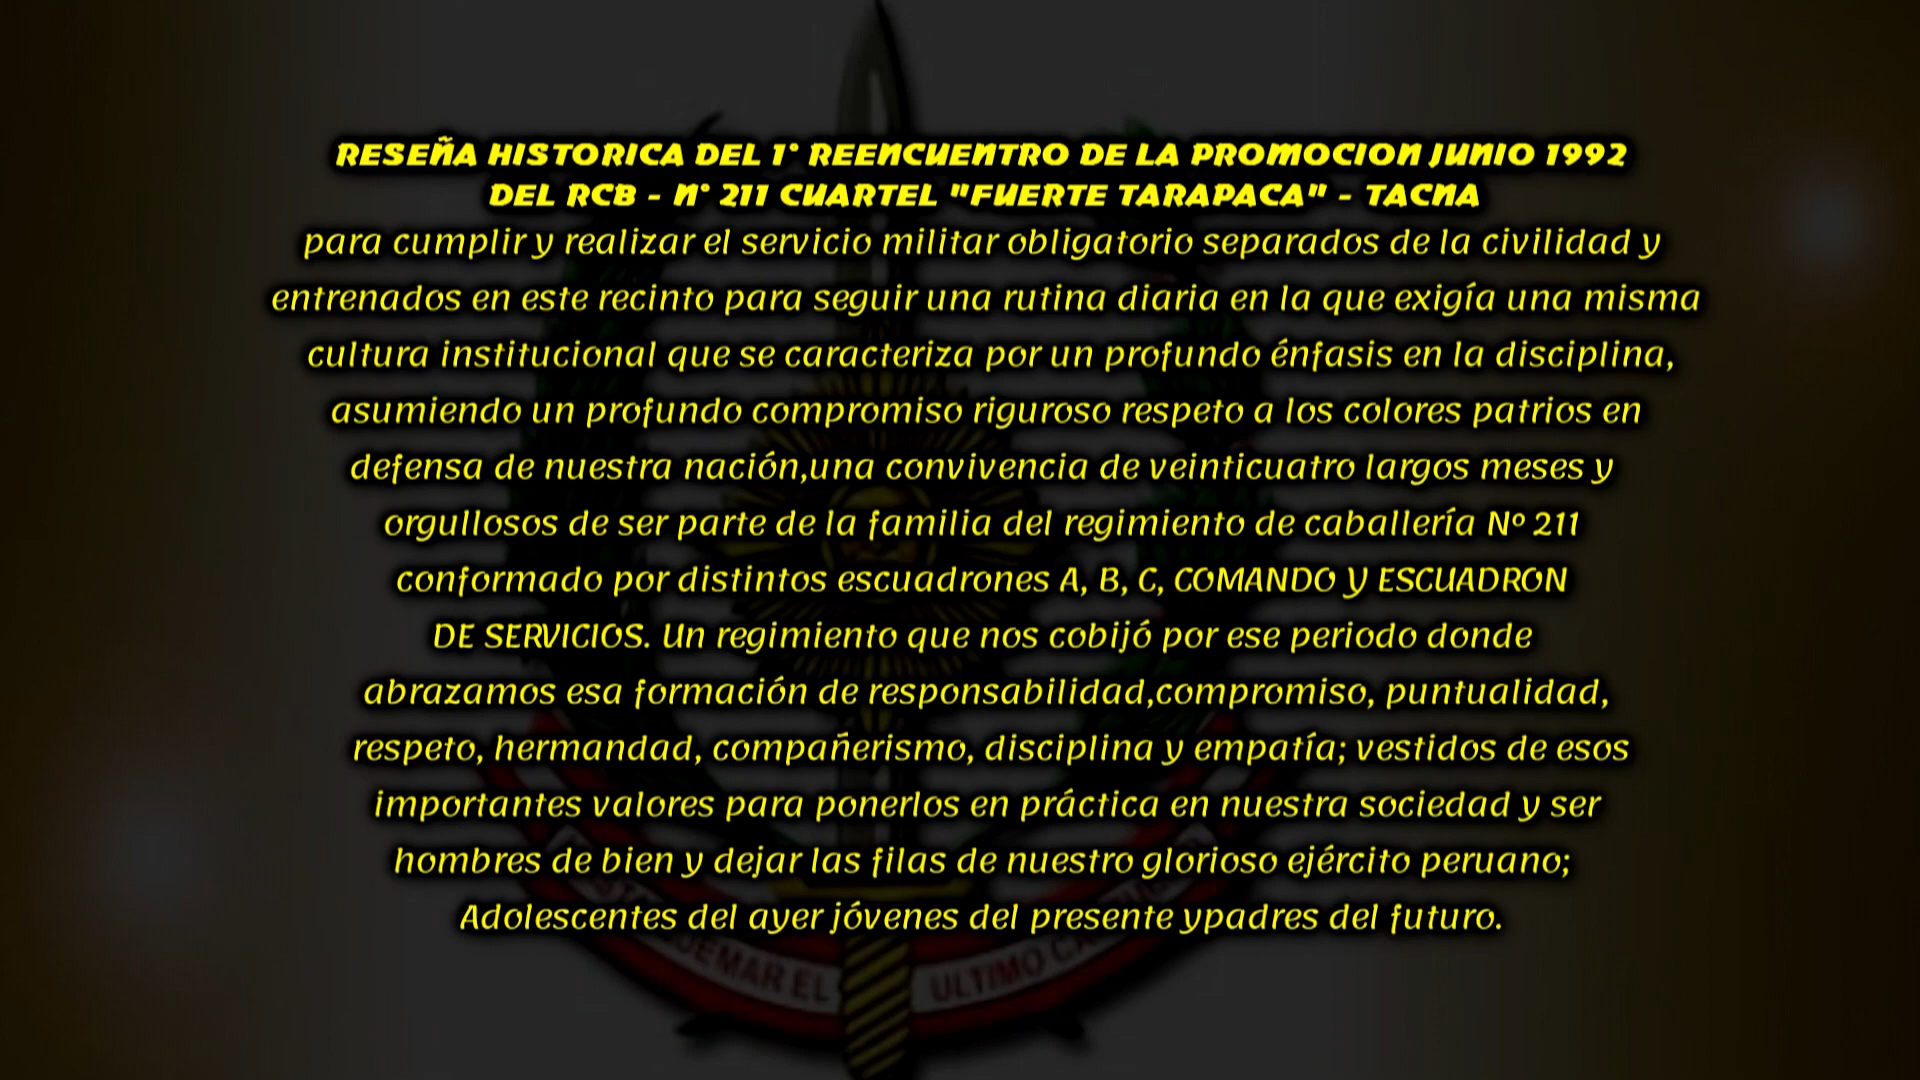 RESEÑA HISTORICA DEL 1° REENCUENTRO DE LA PROMOCION JUNIO 1992
DEL RCB - N° 211 CUARTEL "FUERTE TARAPACA" - TACNA
para cumplir y realizar el servicio militar obligatorio separados de la civilidad y
entrenados en este recinto para seguir una rutina diaria en la que exigía una misma
cultura institucional que se caracteriza por un profundo énfasis en la disciplina,
asumiendo un profundo compromiso riguroso respeto a los colores patrios en
defensa de nuestra nación,una convivencia de veinticuatro largos meses y
orgullosos de ser parte de la familia del regimiento de caballería Nº 211
conformado por distintos escuadrones A, B, C, COMANDO Y ESCUADRON
DE SERVICIOS. Un regimiento que nos cobijó por ese periodo donde
abrazamos esa formación de responsabilidad,compromiso, puntualidad,
respeto, hermandad, compañerismo, disciplina y empatía; vestidos de esos
importantes valores para ponerlos en práctica en nuestra sociedad y ser
hombres de bien y dejar las filas de nuestro glorioso ejército peruano;
Adolescentes del ayer jóvenes del presente ypadres del futuro.
EL ULTIMO